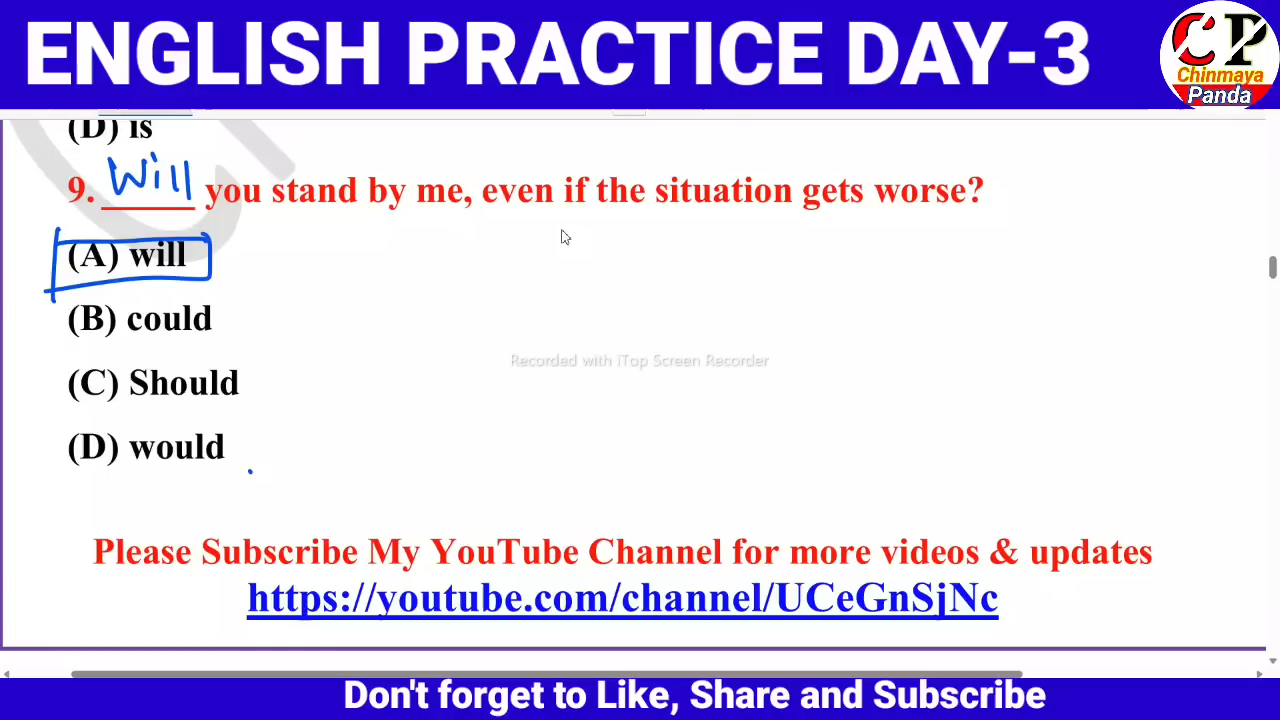 ENGLISH PRACTICE DAY-3
CP
Chinmaya
Panda
(D) is
9. Will you stand by me, even if the situation gets worse?
(A) will
(B) could
Recorded with iTop Screen Recorder
(C) Should
(D) would
Please Subscribe My YouTube Channel for more videos & updates
https://youtube.com/channel/UCeGnSjNc
Don't forget to Like, Share and Subscribe